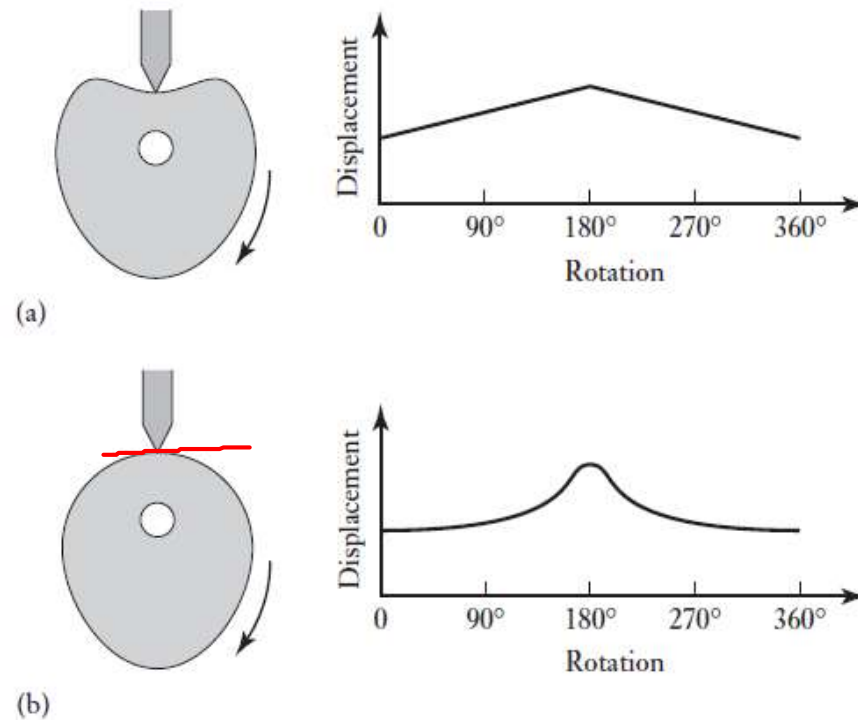 Displacement
0 90° 180° 270° 360°
Rotation
(a)
Displacement
0 90° 180° 270° 360°
Rotation
(b)